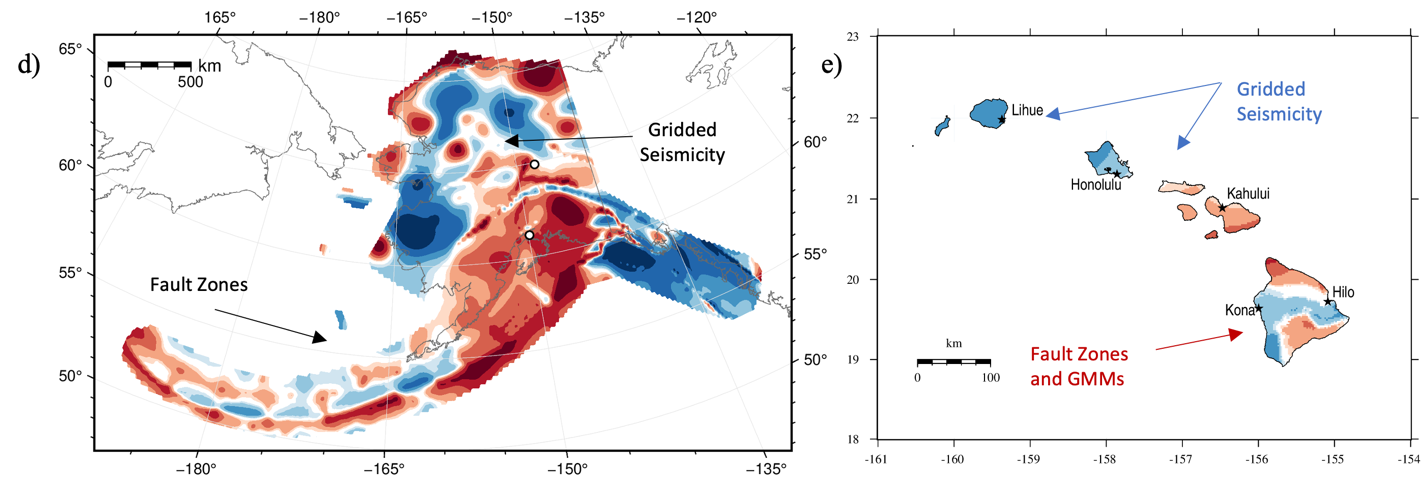 d)
165° −180° −165° −150° −135° −120°
65°
60°
55°
50°
km
0 500
Gridded
Seismicity
Fault Zones
60°
55°
50°
−180° −165° −150° −135°
e)
23
22
21
20
19
18
Lihue
Gridded
Seismicity
Honolulu
Kahului
Hilo
Kona
Fault Zones
and GMMs
km
0 100
-161 -160 -159 -158 -157 -156 -155 -154